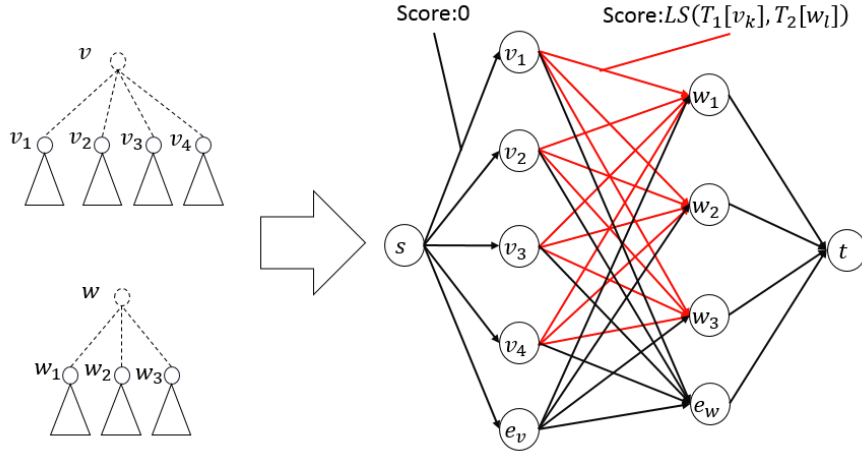 Score:0
Score:LS(T₁[vₖ], T₂[wₗ])
v
v₁ v₂ v₃ v₄
w
w₁ w₂ w₃
s
v₁
v₂
v₃
v₄
eᵥ
w₁
w₂
w₃
e_w
t